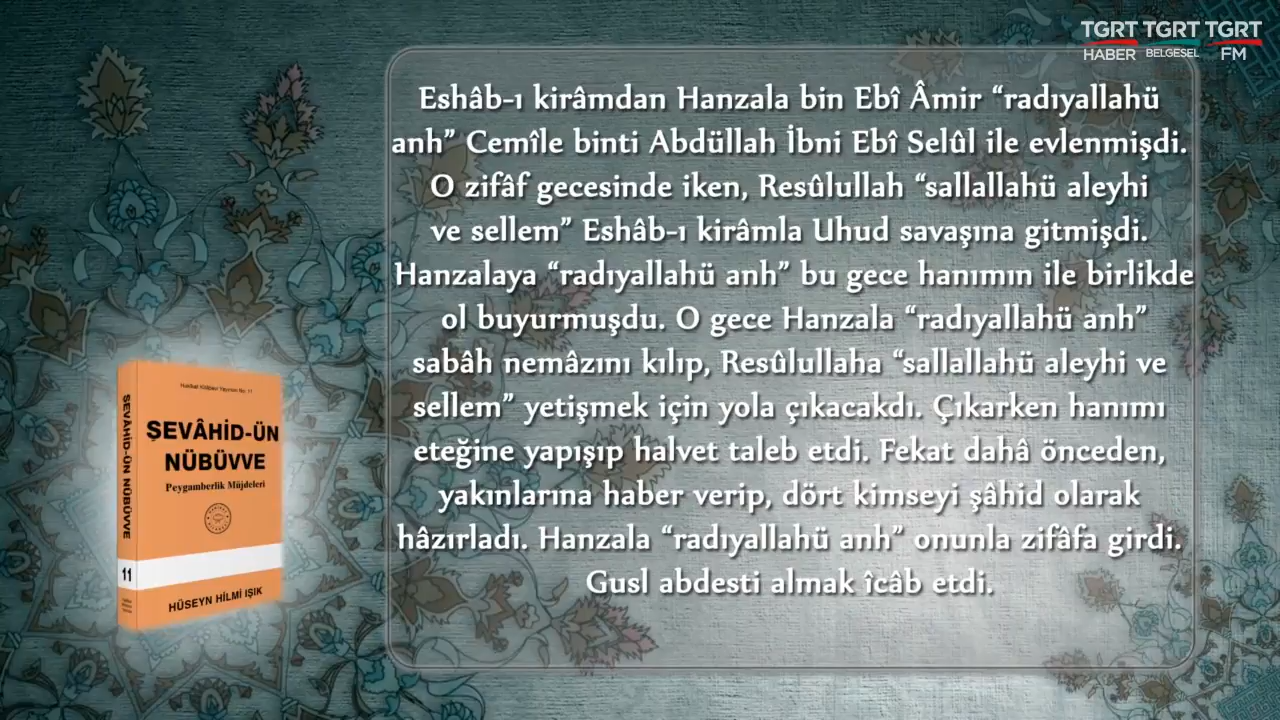 TGRT TGRT TGRT
HABER BELGESEL FM
Eshâb-ı kirâmdan Hanzala bin Ebî Âmir “radıyallahü
anh” Cemîle binti Abdüllah İbni Ebî Selûl ile evlenmişdi.
O zifâf gecesinde iken, Resûlullah “sallallahü aleyhi
ve sellem” Eshâb-ı kirâmla Uhud savaşına gitmişdi.
Hanzalaya “radıyallahü anh” bu gece hanımın ile birlikde
ol buyurmuşdu. O gece Hanzala “radıyallahü anh”
sabâh nemâzını kılıp, Resûlullaha “sallallahü aleyhi ve
sellem” yetişmek için yola çıkacakdı. Çıkarken hanımı
eteğine yapışıp halvet taleb etdi. Fekat dahâ önceden,
yakınlarına haber verip, dört kimseyi şâhid olarak
hâzırladı. Hanzala “radıyallahü anh” onunla zifâfa girdi.
Gusl abdesti almak îcâb etdi.
Hakîkat Kitâbevi Yayınları No: 11
ŞEVÂHİD-ÜN
NÜBÜVVE
Peygamberlik Müjdeleri
HÜSEYN HİLMİ IŞIK
ŞEVÂHİD-ÜN NÜBÜVVE
11